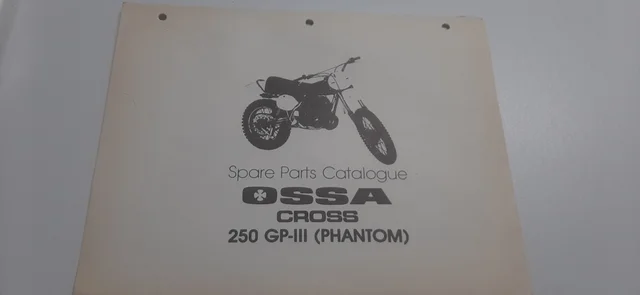 Spare Parts Catalogue
OSSA
CROSS
250 GP-III (PHANTOM)